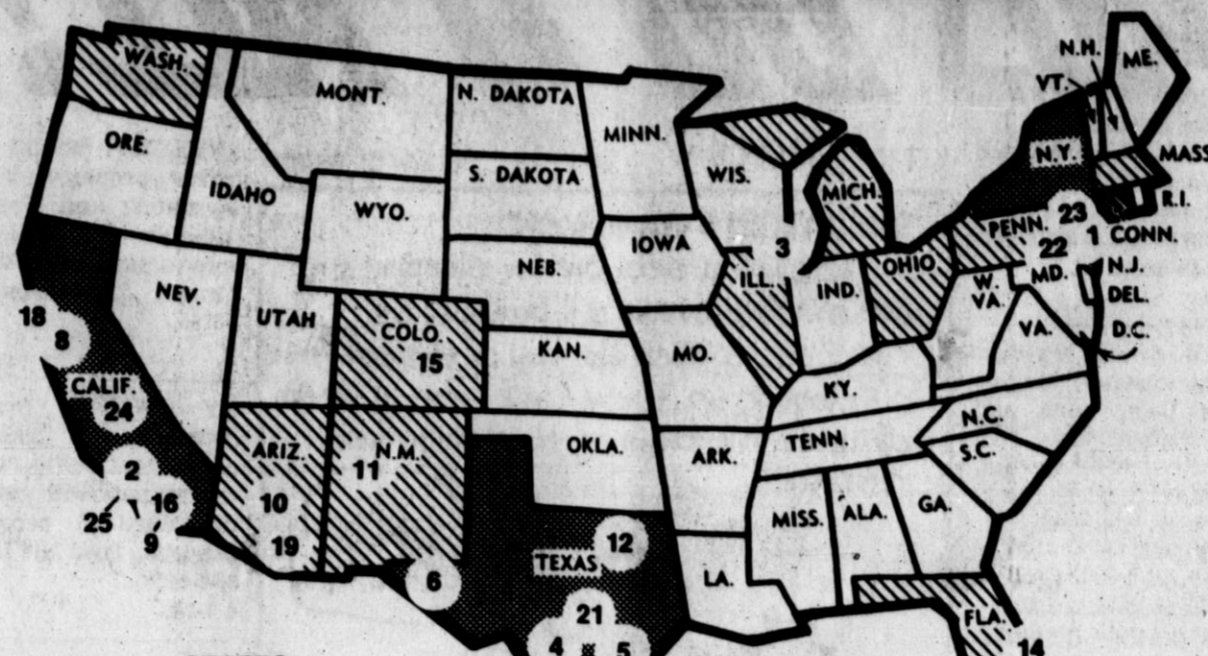 N.H.
ME.
WASH.
VT.
MONT.
N. DAKOTA
MINN.
ORE.
N.Y.
MASS
S. DAKOTA
WIS.
MICH.
IDAHO
WYO.
R.I.
23
PENN.
1
CONN.
IOWA
3
22
OHIO
NEB.
N.J.
MD.
NEV.
ILL.
IND.
W.
VA.
DEL.
UTAH
18
COLO.
VA.
D.C.
8
KAN.
MO.
15
CALIF.
KY.
24
N.C.
TENN.
ARIZ.
N.M.
OKLA.
S.C.
ARK.
2
11
16
10
GA.
25
MISS.
ALA.
9
19
12
TEXAS
LA.
6
21
FLA.
4
5
14